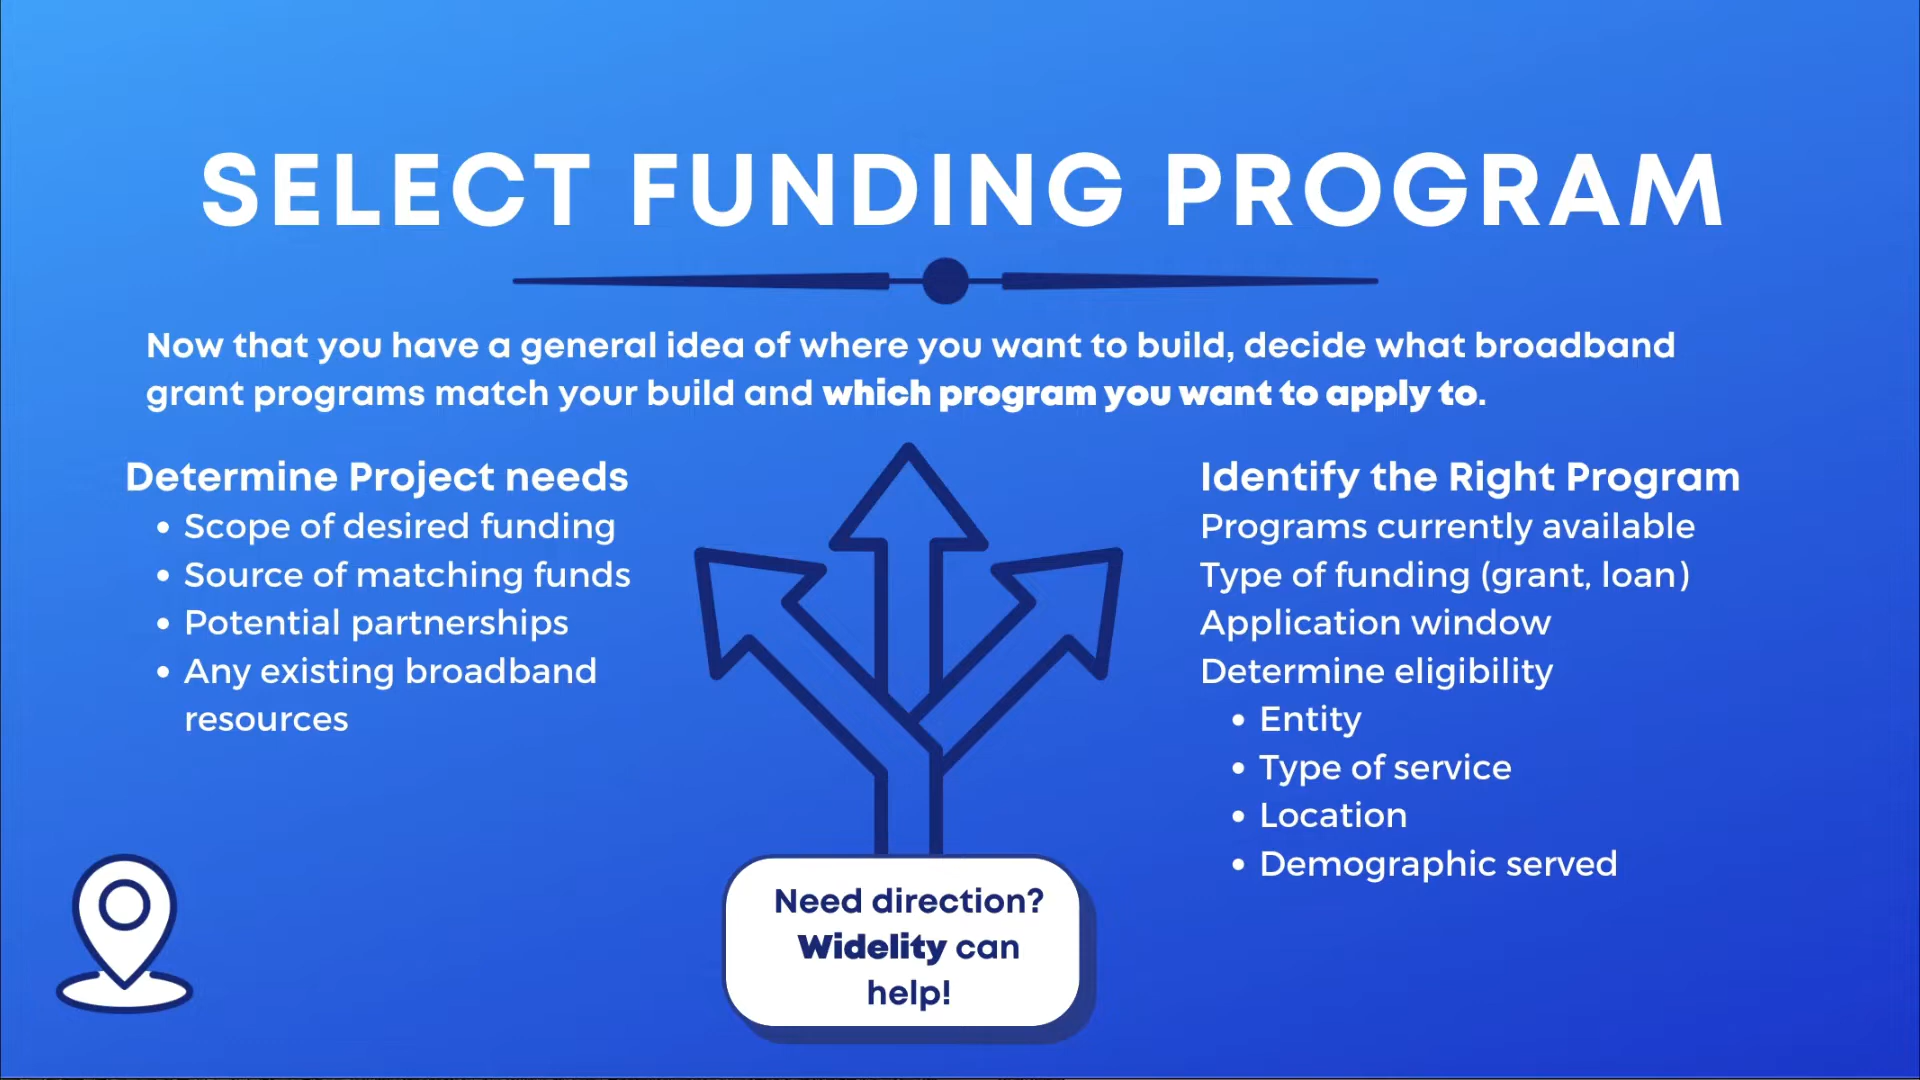 SELECT FUNDING PROGRAM
Now that you have a general idea of where you want to build, decide what broadband
grant programs match your build and which program you want to apply to.
Determine Project needs
• Scope of desired funding
• Source of matching funds
• Potential partnerships
• Any existing broadband
resources
Identify the Right Program
Programs currently available
Type of funding (grant, loan)
Application window
Determine eligibility
• Entity
• Type of service
• Location
• Demographic served
Need direction?
Widelity can
help!